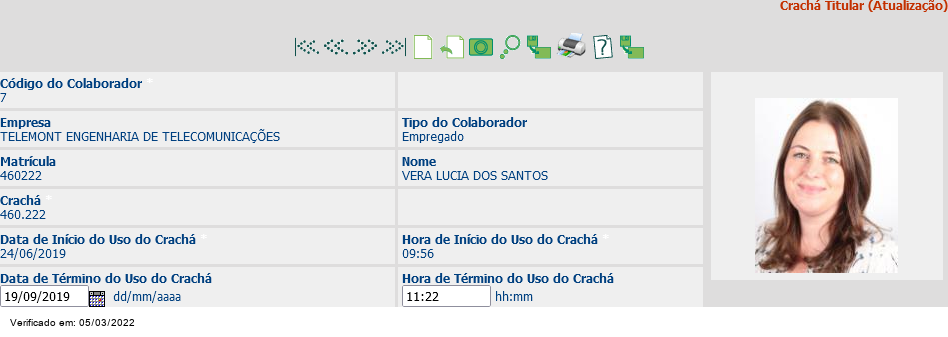 Crachá Titular (Atualização)
Código do Colaborador *
7
Empresa
TELEMONT ENGENHARIA DE TELECOMUNICAÇÕES
Tipo do Colaborador
Empregado
Matrícula
460222
Nome
VERA LUCIA DOS SANTOS
Crachá *
460.222
Data de Início do Uso do Crachá *
24/06/2019
Hora de Início do Uso do Crachá *
09:56
Data de Término do Uso do Crachá
19/09/2019 dd/mm/aaaa
Hora de Término do Uso do Crachá
11:22 hh:mm
Verificado em: 05/03/2022